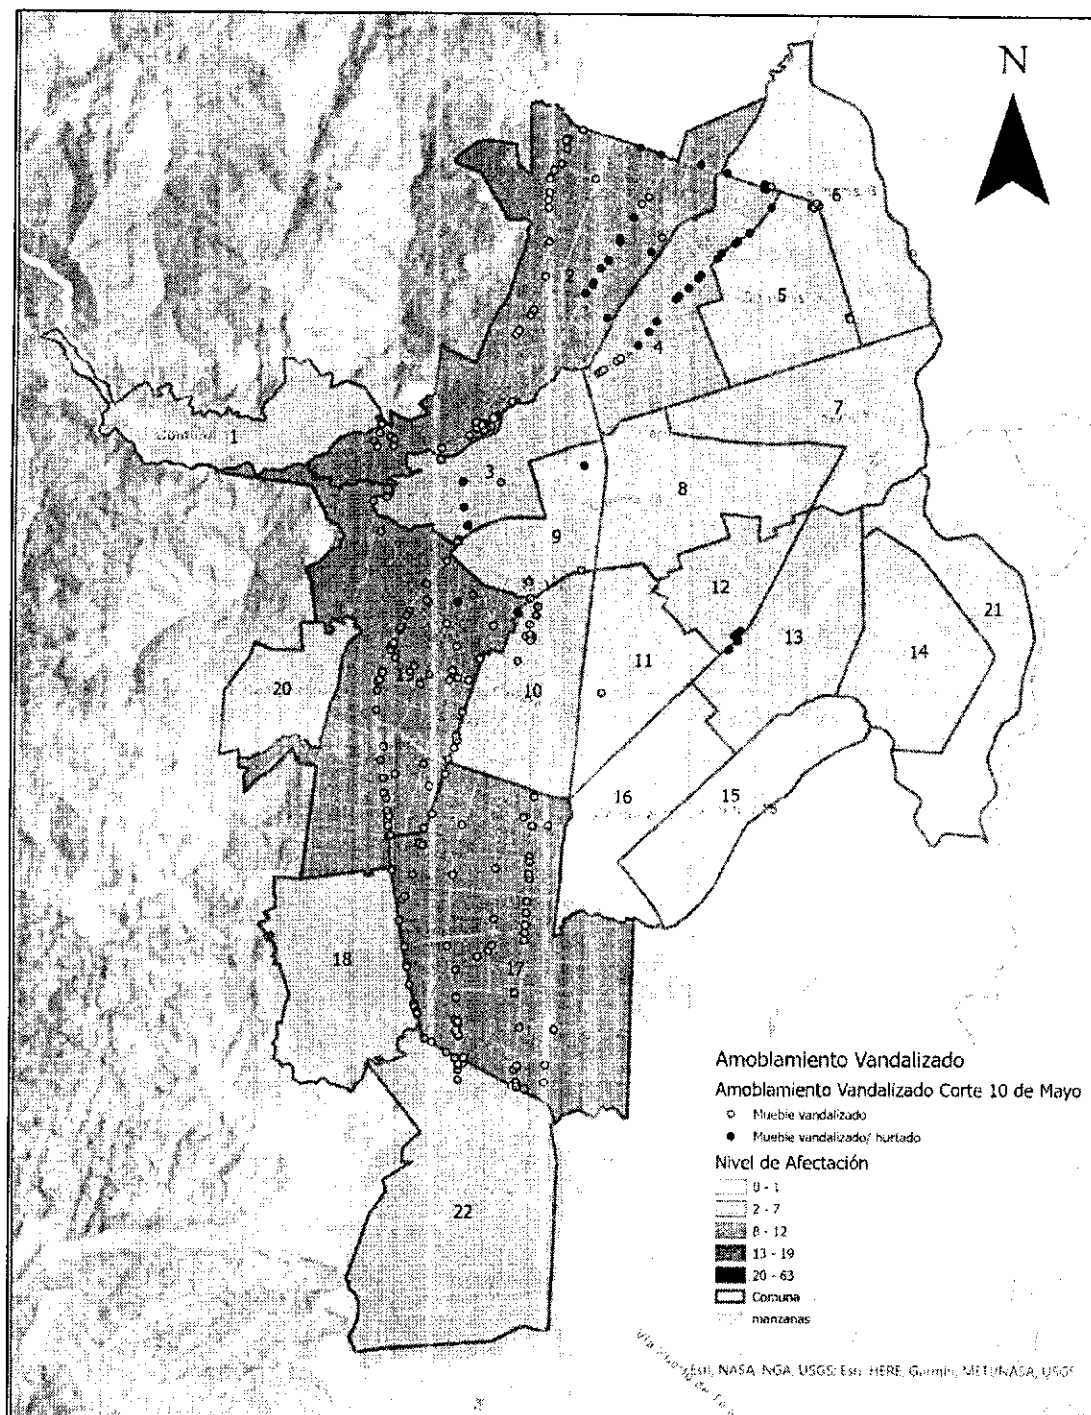 N
6
2
5
4
7
1
3
8
9
12
21
13
14
19
11
20
10
16
15
18
17
22
Amoblamiento Vandalizado
Amoblamiento Vandalizado Corte 10 de Mayo
Mueble vandalizado
Mueble vandalizado/ hurtado
Nivel de Afectación
0 - 1
2 - 7
8 - 12
13 - 19
20 - 63
Comuna
manzanas
Esri, NASA, NGA, USGS; Esri, HERE, Garmin, METI/NASA, USGS